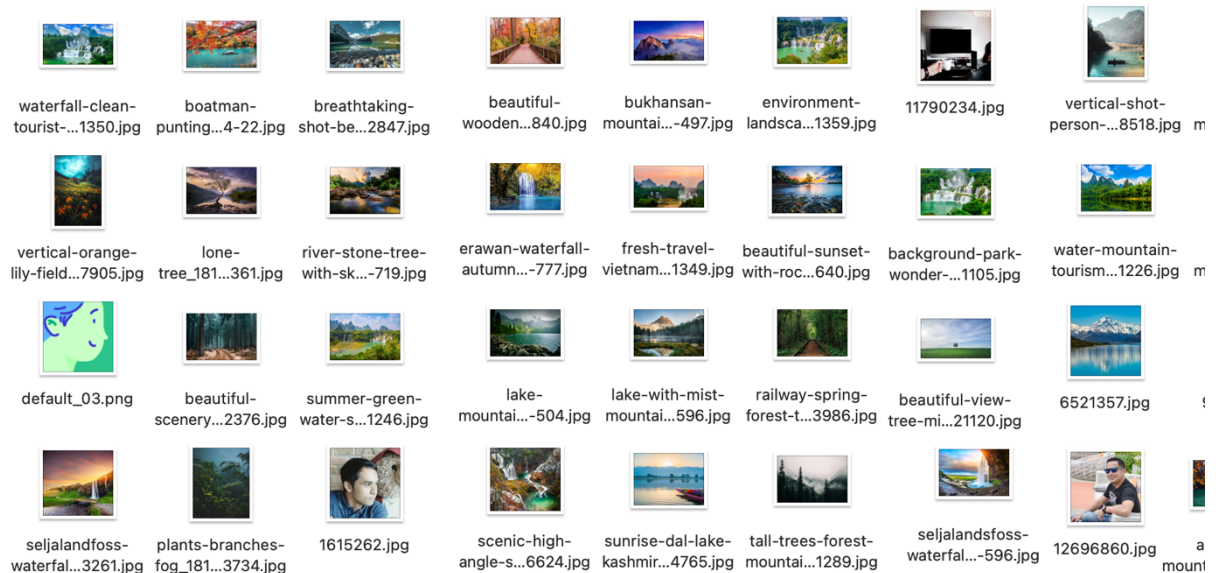 waterfall-clean-
tourist-...1350.jpg
boatman-
punting...4-22.jpg
breathtaking-
shot-be...2847.jpg
beautiful-
wooden...840.jpg
bukhansan-
mountai...-497.jpg
environment-
landsca...1359.jpg
11790234.jpg
vertical-shot-
person-...8518.jpg
m
vertical-orange-
lily-field...7905.jpg
lone-
tree_181...361.jpg
river-stone-tree-
with-sk...-719.jpg
erawan-waterfall-
autumn...-777.jpg
fresh-travel-
vietnam...1349.jpg
beautiful-sunset-
with-roc...640.jpg
background-park-
wonder-...1105.jpg
water-mountain-
tourism...1226.jpg
m
default_03.png
beautiful-
scenery...2376.jpg
summer-green-
water-s...1246.jpg
lake-
mountai...-504.jpg
lake-with-mist-
mountai...596.jpg
railway-spring-
forest-t...3986.jpg
beautiful-view-
tree-mi...21120.jpg
6521357.jpg
seljalandfoss-
waterfal...3261.jpg
plants-branches-
fog_181...3734.jpg
1615262.jpg
scenic-high-
angle-s...6624.jpg
sunrise-dal-lake-
kashmir...4765.jpg
tall-trees-forest-
mountai...1289.jpg
seljalandsfoss-
waterfal...-596.jpg
12696860.jpg
a
mount